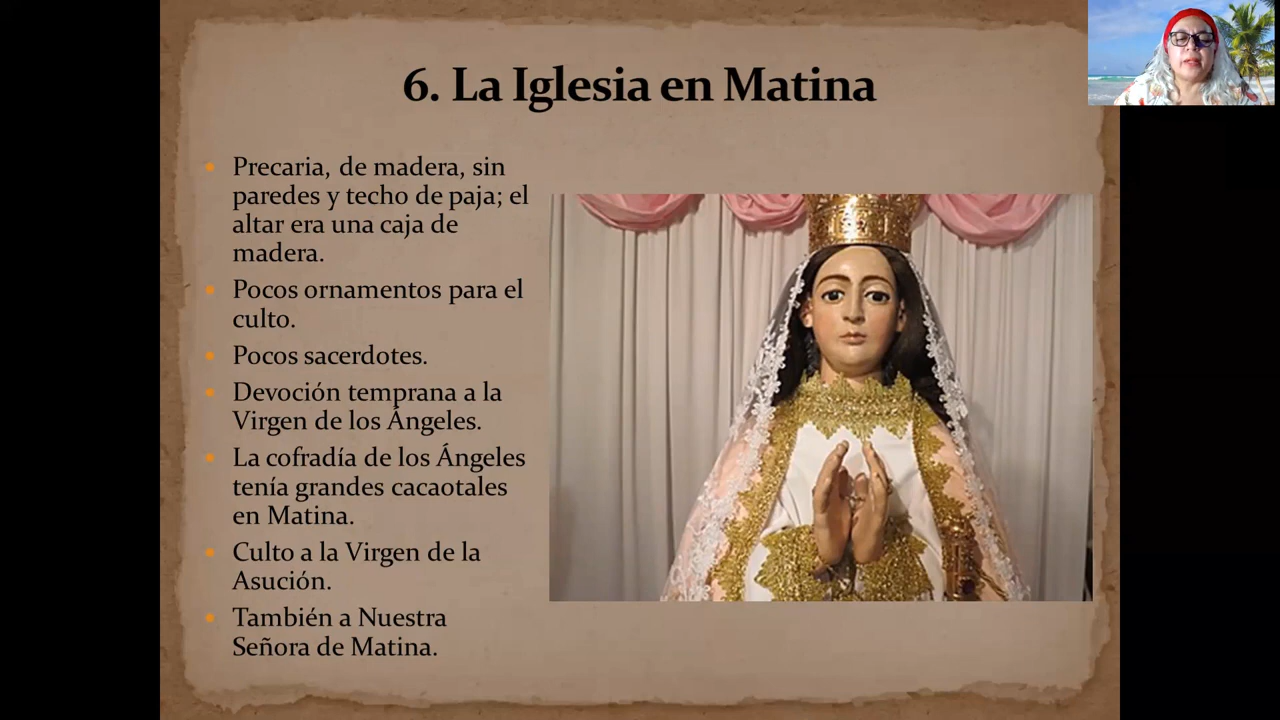 6. La Iglesia en Matina
Precaria, de madera, sin
paredes y techo de paja; el
altar era una caja de
madera.
Pocos ornamentos para el
culto.
Pocos sacerdotes.
Devoción temprana a la
Virgen de los Ángeles.
La cofradía de los Ángeles
tenía grandes cacaotales
en Matina.
Culto a la Virgen de la
Asución.
También a Nuestra
Señora de Matina.